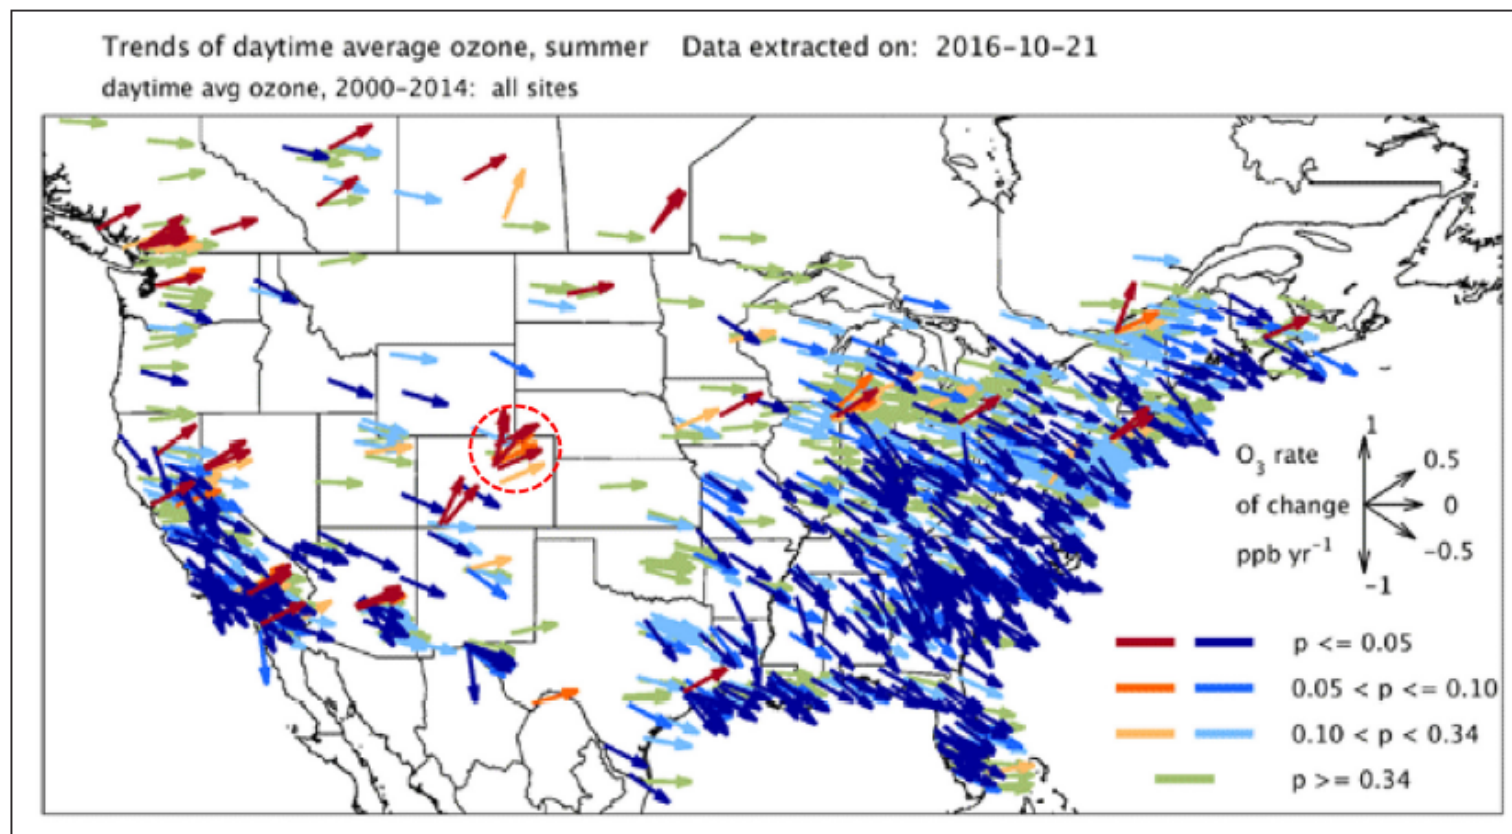 Trends of daytime average ozone, summer Data extracted on: 2016-10-21
daytime avg ozone, 2000-2014: all sites
1
O3 rate 0.5
of change 0
ppb yr-1 -0.5
-1
p <= 0.05
0.05 < p <= 0.10
0.10 < p < 0.34
p >= 0.34